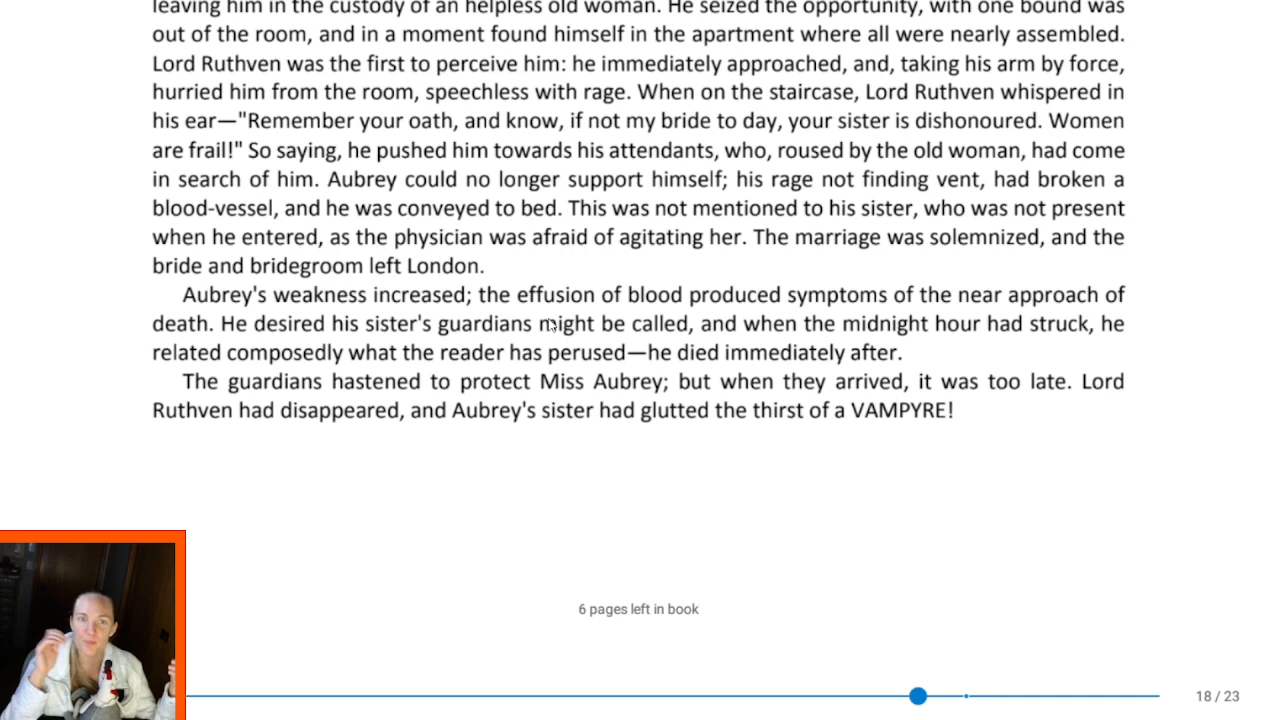 leaving him in the custody of an helpless old woman. He seized the opportunity, with one bound was
out of the room, and in a moment found himself in the apartment where all were nearly assembled.
Lord Ruthven was the first to perceive him: he immediately approached, and, taking his arm by force,
hurried him from the room, speechless with rage. When on the staircase, Lord Ruthven whispered in
his ear—"Remember your oath, and know, if not my bride to day, your sister is dishonoured. Women
are frail!" So saying, he pushed him towards his attendants, who, roused by the old woman, had come
in search of him. Aubrey could no longer support himself; his rage not finding vent, had broken a
blood-vessel, and he was conveyed to bed. This was not mentioned to his sister, who was not present
when he entered, as the physician was afraid of agitating her. The marriage was solemnized, and the
bride and bridegroom left London.
Aubrey's weakness increased; the effusion of blood produced symptoms of the near approach of
death. He desired his sister's guardians might be called, and when the midnight hour had struck, he
related composedly what the reader has perused—he died immediately after.
The guardians hastened to protect Miss Aubrey; but when they arrived, it was too late. Lord
Ruthven had disappeared, and Aubrey's sister had glutted the thirst of a VAMPYRE!
6 pages left in book
18 / 23